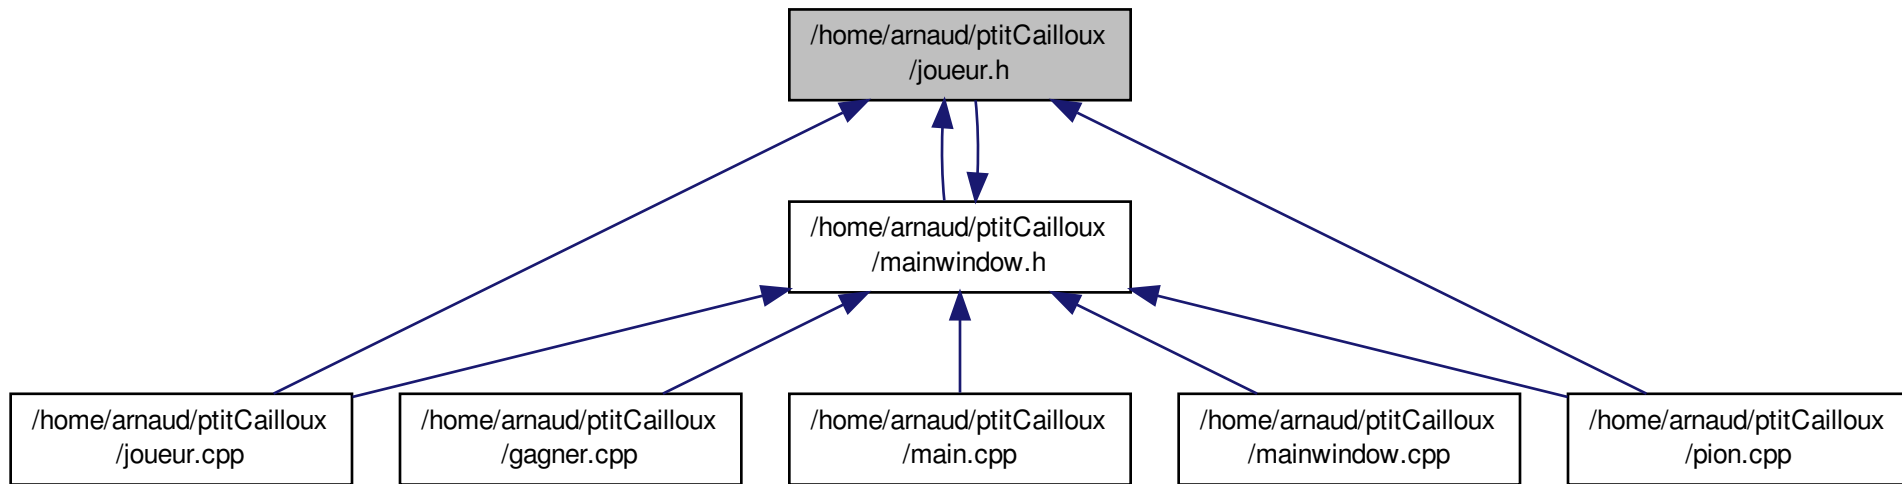 /home/arnaud/ptitCailloux
/joueur.h
/home/arnaud/ptitCailloux
/mainwindow.h
/home/arnaud/ptitCailloux
/joueur.cpp
/home/arnaud/ptitCailloux
/gagner.cpp
/home/arnaud/ptitCailloux
/main.cpp
/home/arnaud/ptitCailloux
/mainwindow.cpp
/home/arnaud/ptitCailloux
/pion.cpp